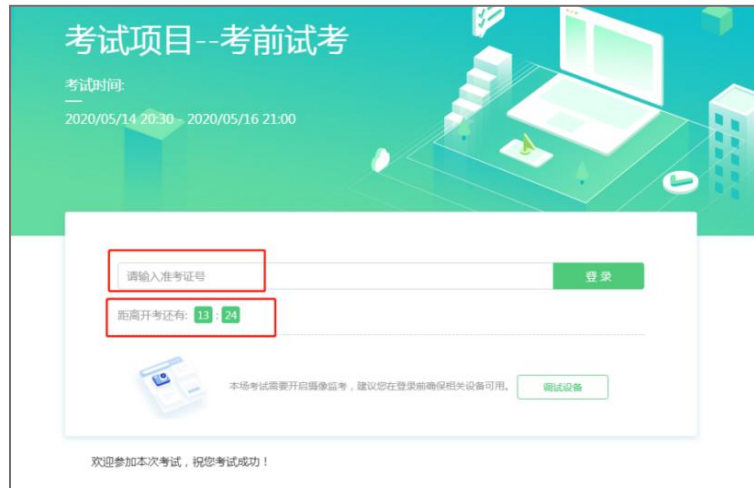 考试项目--考前试考
考试时间:
2020/05/14 20:30 - 2020/05/16 21:00
请输入准考证号
登 录
距离开考还有: 13 : 24
本场考试需要开启摄像监考，建议您在登录前确保相关设备可用。
调试设备
欢迎参加本次考试，祝您考试成功！